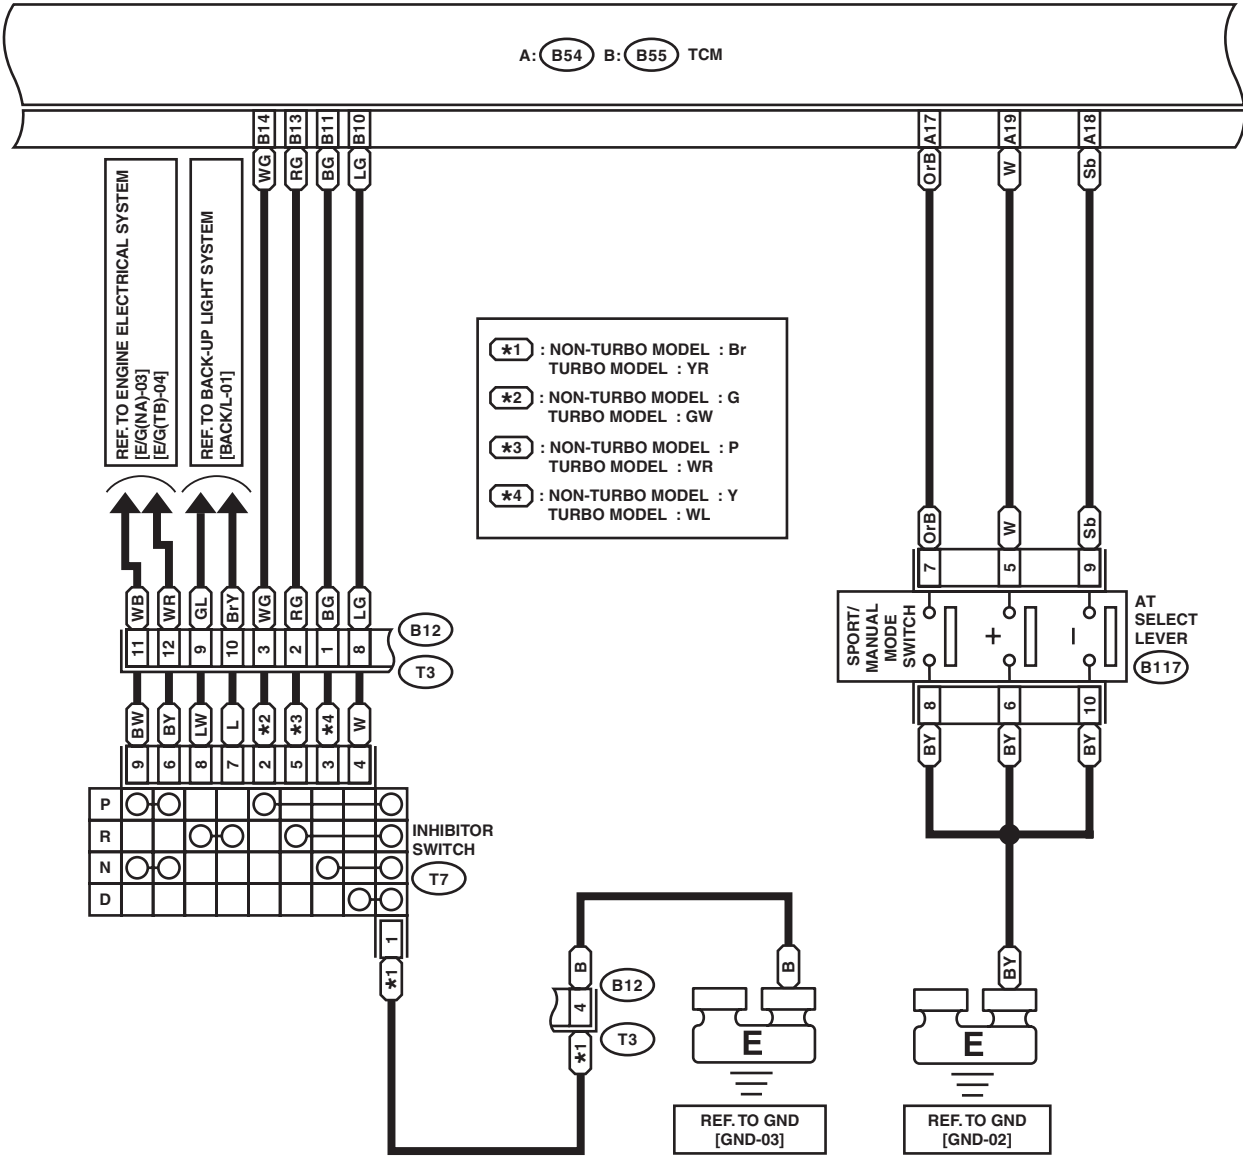 A: B54 B: B55 TCM
B14 B13 B11 B10 A17 A19 A18
WG RG BG LG OrB W Sb
REF. TO ENGINE ELECTRICAL SYSTEM
[E/G(NA)-03]
[E/G(TB)-04]
REF. TO BACK-UP LIGHT SYSTEM
[BACK/L-01]
*1 : NON-TURBO MODEL : Br
TURBO MODEL : YR
*2 : NON-TURBO MODEL : G
TURBO MODEL : GW
*3 : NON-TURBO MODEL : P
TURBO MODEL : WR
*4 : NON-TURBO MODEL : Y
TURBO MODEL : WL
OrB W Sb
7 5 9
WB WR GL BrY WG RG BG LG
11 12 9 10 3 2 1 8
B12
T3
SPORT/
MANUAL
MODE
SWITCH
+ −
AT
SELECT
LEVER
B117
8 6 10
BY BY BY
BW BY LW L *2 *3 *4 W
9 6 8 7 2 5 3 4
P
R
N
D
INHIBITOR
SWITCH
T7
1
*1
B B BY
4
B12
T3
*1
E E
REF. TO GND
[GND-03]
REF. TO GND
[GND-02]